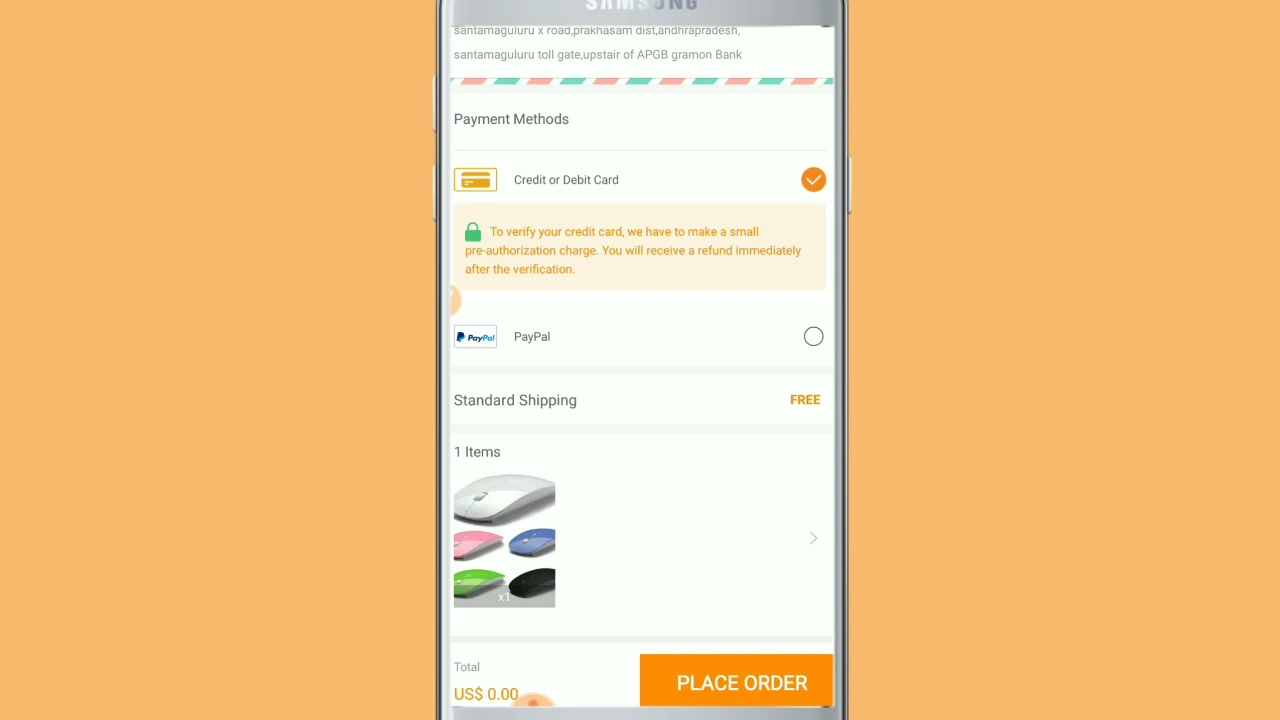 SAMSUNG
santamaguluru x road,prakhasam dist,andhrapradesh,
santamaguluru toll gate,upstair of APGB gramon Bank
Payment Methods
Credit or Debit Card
To verify your credit card, we have to make a small
pre-authorization charge. You will receive a refund immediately
after the verification.
PayPal PayPal
Standard Shipping FREE
1 Items
x1
Total
US$ 0.00
PLACE ORDER